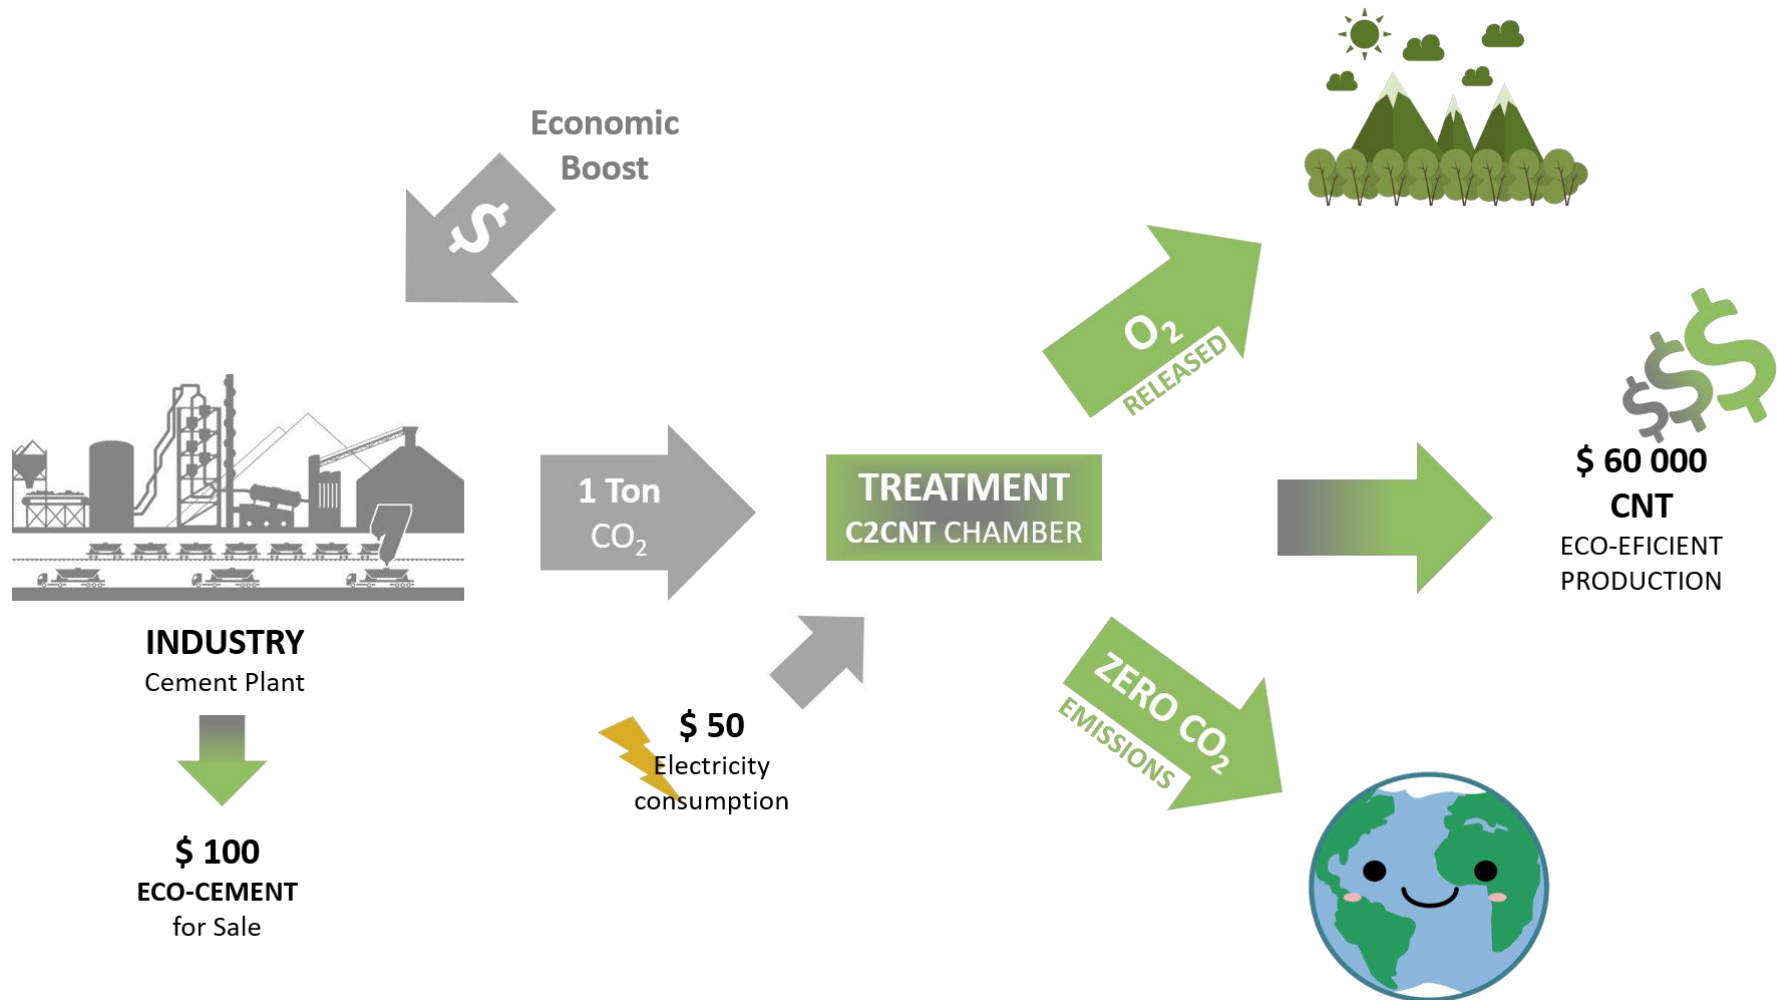 Economic
Boost
$
O₂
RELEASED
$ $ $
1 Ton
CO₂
TREATMENT
C2CNT CHAMBER
$ 60 000
CNT
ECO-EFICIENT
PRODUCTION
INDUSTRY
Cement Plant
$ 50
Electricity
consumption
ZERO CO₂
EMISSIONS
$ 100
ECO-CEMENT
for Sale